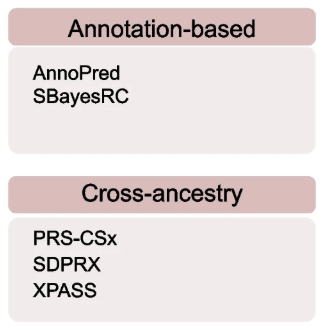 Annotation-based
AnnoPred
SBayesRC
Cross-ancestry
PRS-CSx
SDPRX
XPASS